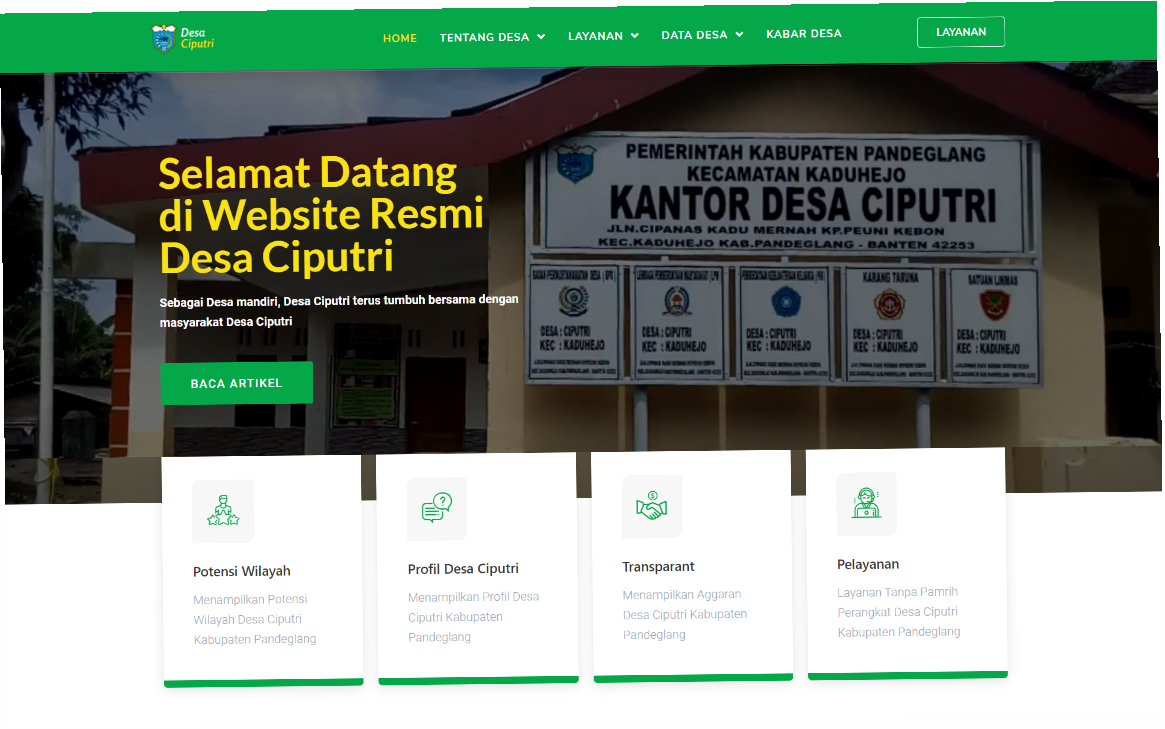 Desa
Ciputri
HOME
TENTANG DESA
LAYANAN
DATA DESA
KABAR DESA
LAYANAN
Selamat Datang
di Website Resmi
Desa Ciputri
Sebagai Desa mandiri, Desa Ciputri terus tumbuh bersama dengan
masyarakat Desa Ciputri
BACA ARTIKEL
PEMERINTAH KABUPATEN PANDEGLANG
KECAMATAN KADUHEJO
KANTOR DESA CIPUTRI
JLN.CIPANAS KADU MERNAH KP.PEUNI KEBON
KEC.KADUHEJO KAB.PANDEGLANG - BANTEN 42253
DESA : CIPUTRI
KEC : KADUHEJO
DESA : CIPUTRI
KEC : KADUHEJO
DESA : CIPUTRI
KEC : KADUHEJO
KARANG TARUNA
DESA : CIPUTRI
KEC : KADUHEJO
SATUAN LINMAS
DESA : CIPUTRI
KEC : KADUHEJO
Potensi Wilayah
Menampilkan Potensi
Wilayah Desa Ciputri
Kabupaten Pandeglang
Profil Desa Ciputri
Menampilkan Profil Desa
Ciputri Kabupaten
Pandeglang
Transparant
Menampilkan Aggaran
Desa Ciputri Kabupaten
Pandeglang
Pelayanan
Layanan Tanpa Pamrih
Perangkat Desa Ciputri
Kabupaten Pandeglang